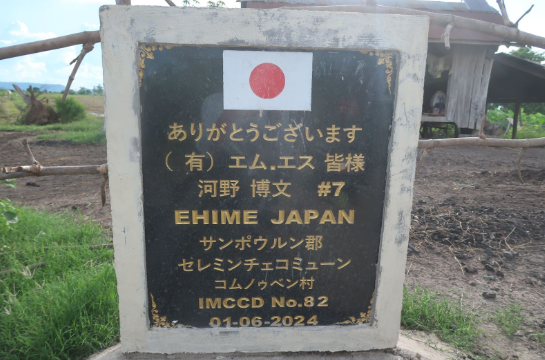 ありがとうございます
（有）エム.エス 皆様
河野 博文 #7
EHIME JAPAN
サンポウルン郡
セレミンチェコミューン
コムノゥベン村
IMCCD No.82
01-06-2024